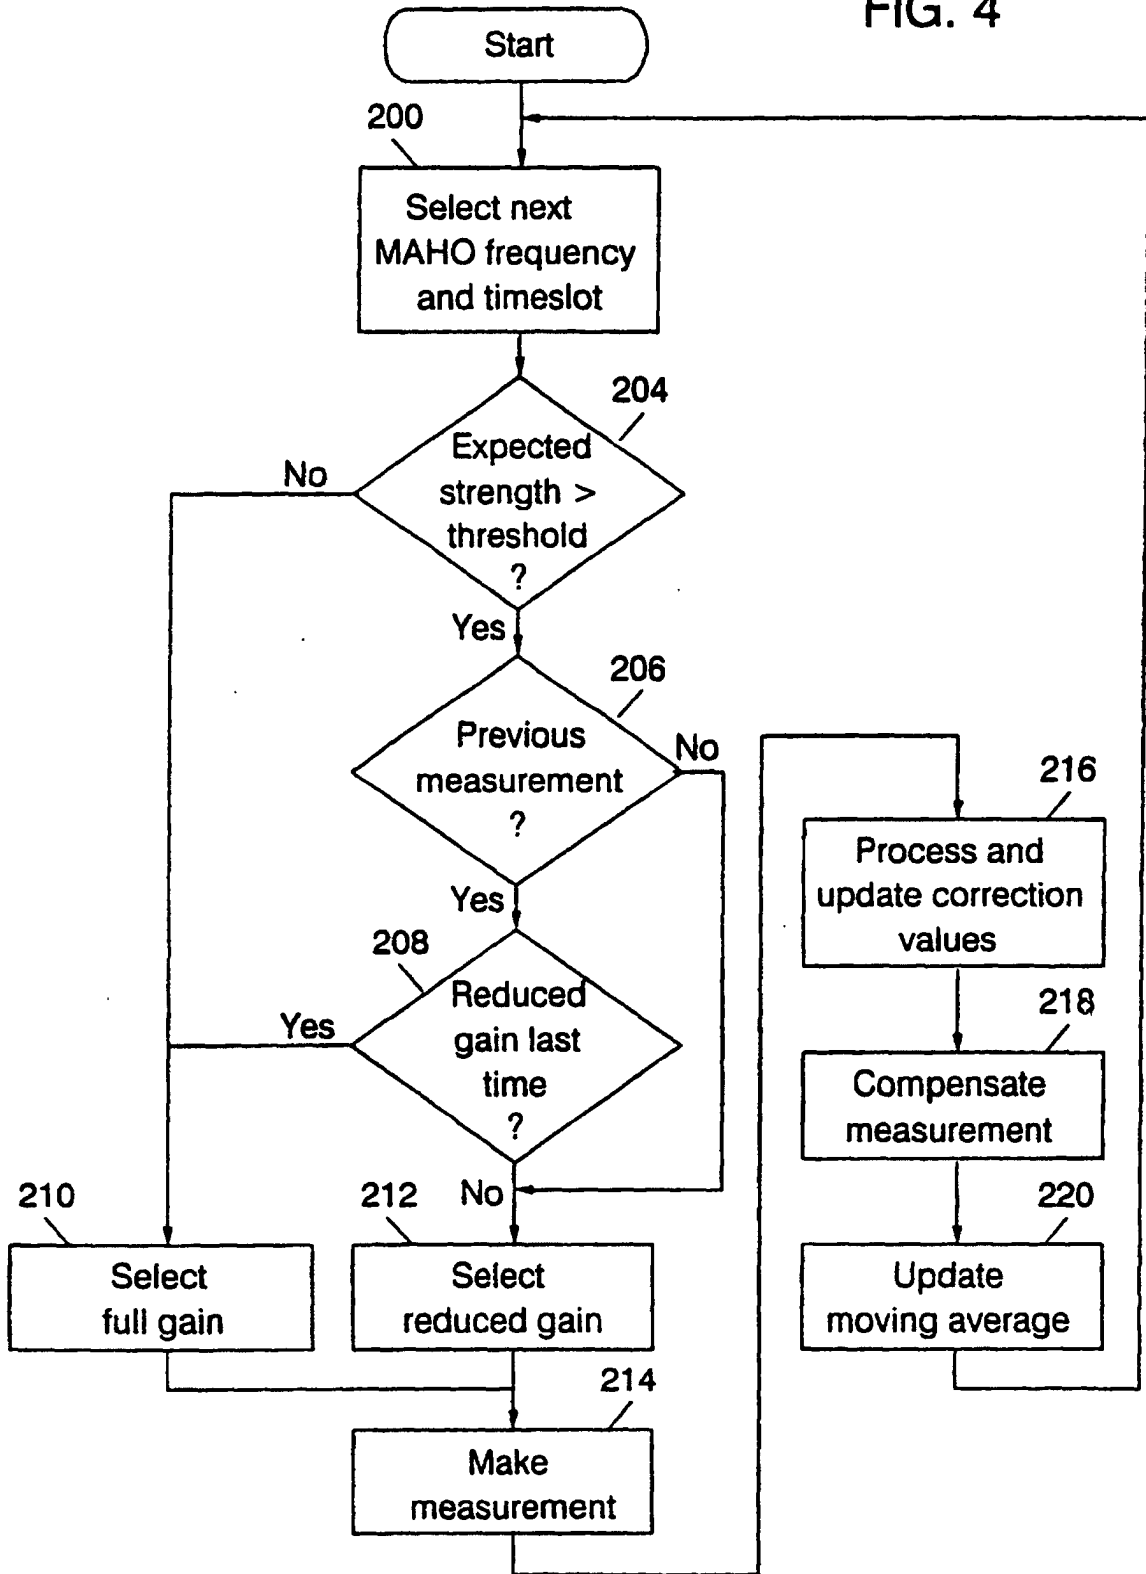 FIG. 4
Start
200
Select next
MAHO frequency
and timeslot
204
Expected
strength >
threshold
?
No
Yes
206
Previous
measurement
?
No
Yes
208
Reduced
gain last
time
?
Yes
No
210
Select
full gain
212
Select
reduced gain
214
Make
measurement
216
Process and
update correction
values
218
Compensate
measurement
220
Update
moving average